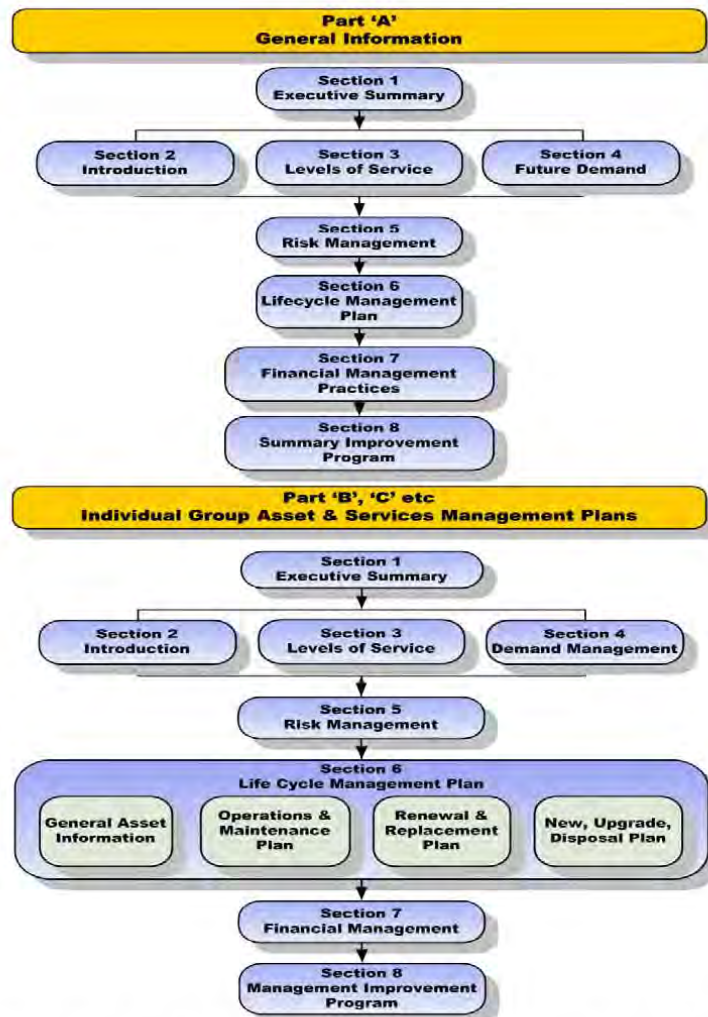 Part ‘A’
General Information
Section 1
Executive Summary
Section 2
Introduction
Section 3
Levels of Service
Section 4
Future Demand
Section 5
Risk Management
Section 6
Lifecycle Management
Plan
Section 7
Financial Management
Practices
Section 8
Summary Improvement
Program
Part ‘B’, ‘C’ etc
Individual Group Asset & Services Management Plans
Section 1
Executive Summary
Section 2
Introduction
Section 3
Levels of Service
Section 4
Demand Management
Section 5
Risk Management
Section 6
Life Cycle Management Plan
General Asset
Information
Operations &
Maintenance
Plan
Renewal &
Replacement
Plan
New, Upgrade,
Disposal Plan
Section 7
Financial Management
Section 8
Management Improvement
Program